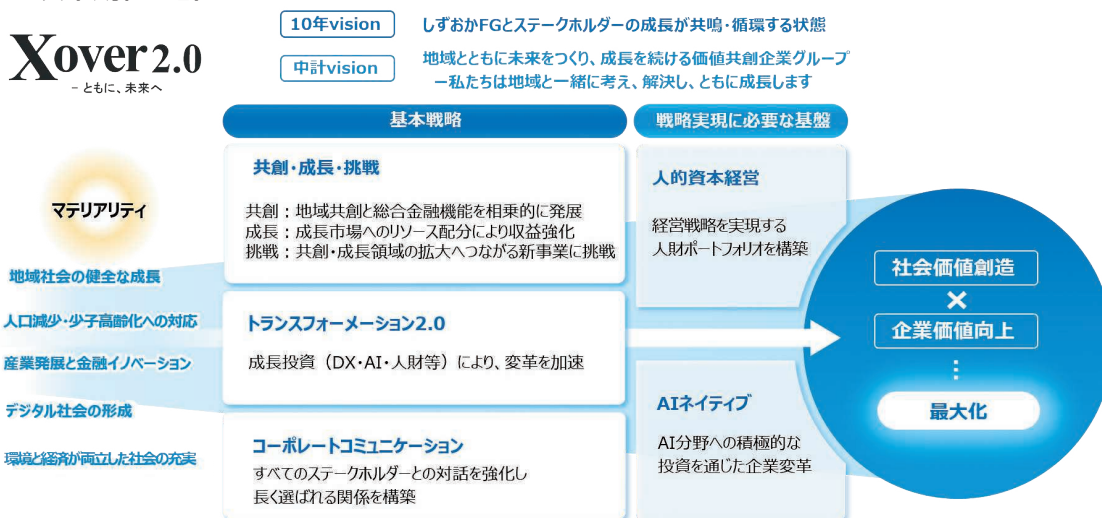 10年vision
しずおかFGとステークホルダーの成長が共鳴・循環する状態
Xover 2.0
- ともに、未来へ
中計vision
地域とともに未来をつくり、成長を続ける価値共創企業グループ
ー私たちは地域と一緒に考え、解決し、ともに成長します
基本戦略
戦略実現に必要な基盤
マテリアリティ
地域社会の健全な成長
人口減少・少子高齢化への対応
産業発展と金融イノベーション
デジタル社会の形成
環境と経済が両立した社会の充実
共創・成長・挑戦
共創：地域共創と総合金融機能を相乗的に発展
成長：成長市場へのリソース配分により収益強化
挑戦：共創・成長領域の拡大へつながる新事業に挑戦
トランスフォーメーション2.0
成長投資（DX・AI・人財等）により、変革を加速
コーポレートコミュニケーション
すべてのステークホルダーとの対話を強化し
長く選ばれる関係を構築
人的資本経営
経営戦略を実現する
人財ポートフォリオを構築
AIネイティブ
AI分野への積極的な
投資を通じた企業変革
社会価値創造
×
企業価値向上
⋮
最大化